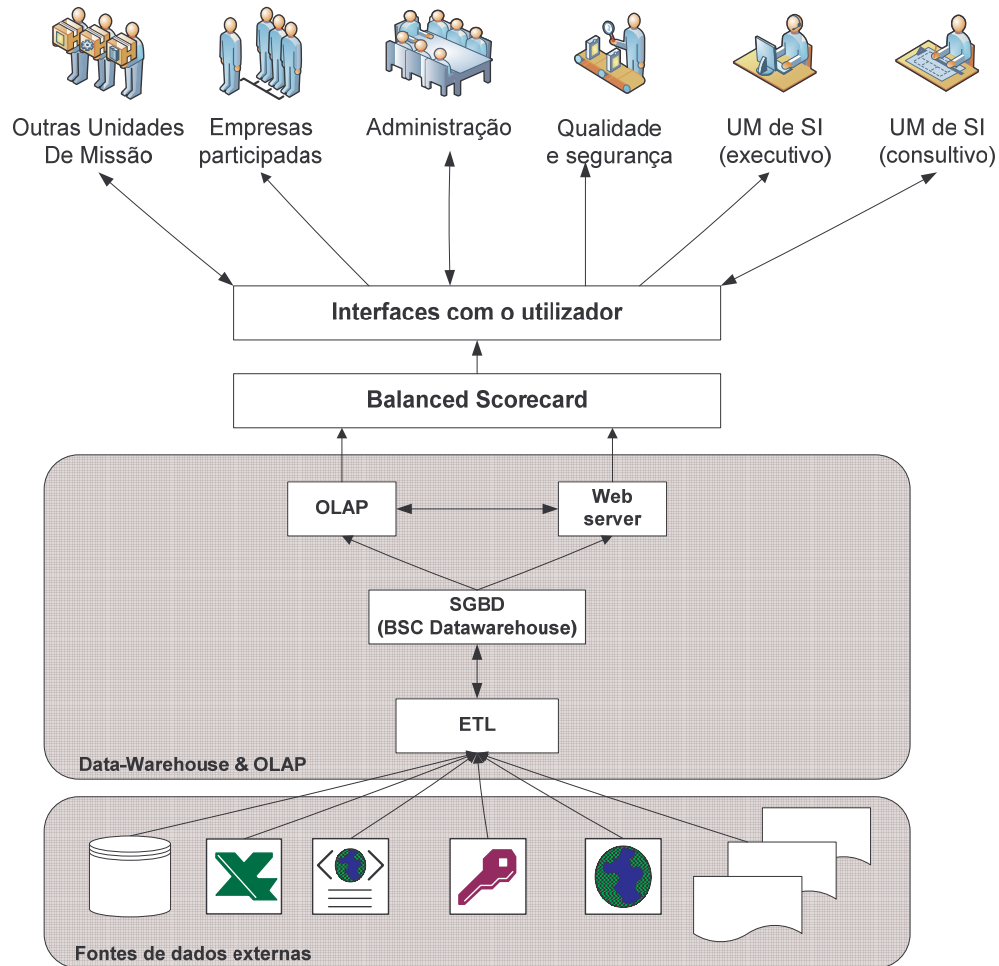 Outras Unidades
De Missão
Empresas
participadas
Administração
Qualidade
e segurança
UM de SI
(executivo)
UM de SI
(consultivo)
Interfaces com o utilizador
Balanced Scorecard
OLAP
Web
server
SGBD
(BSC Datawarehouse)
ETL
Data-Warehouse & OLAP
Fontes de dados externas